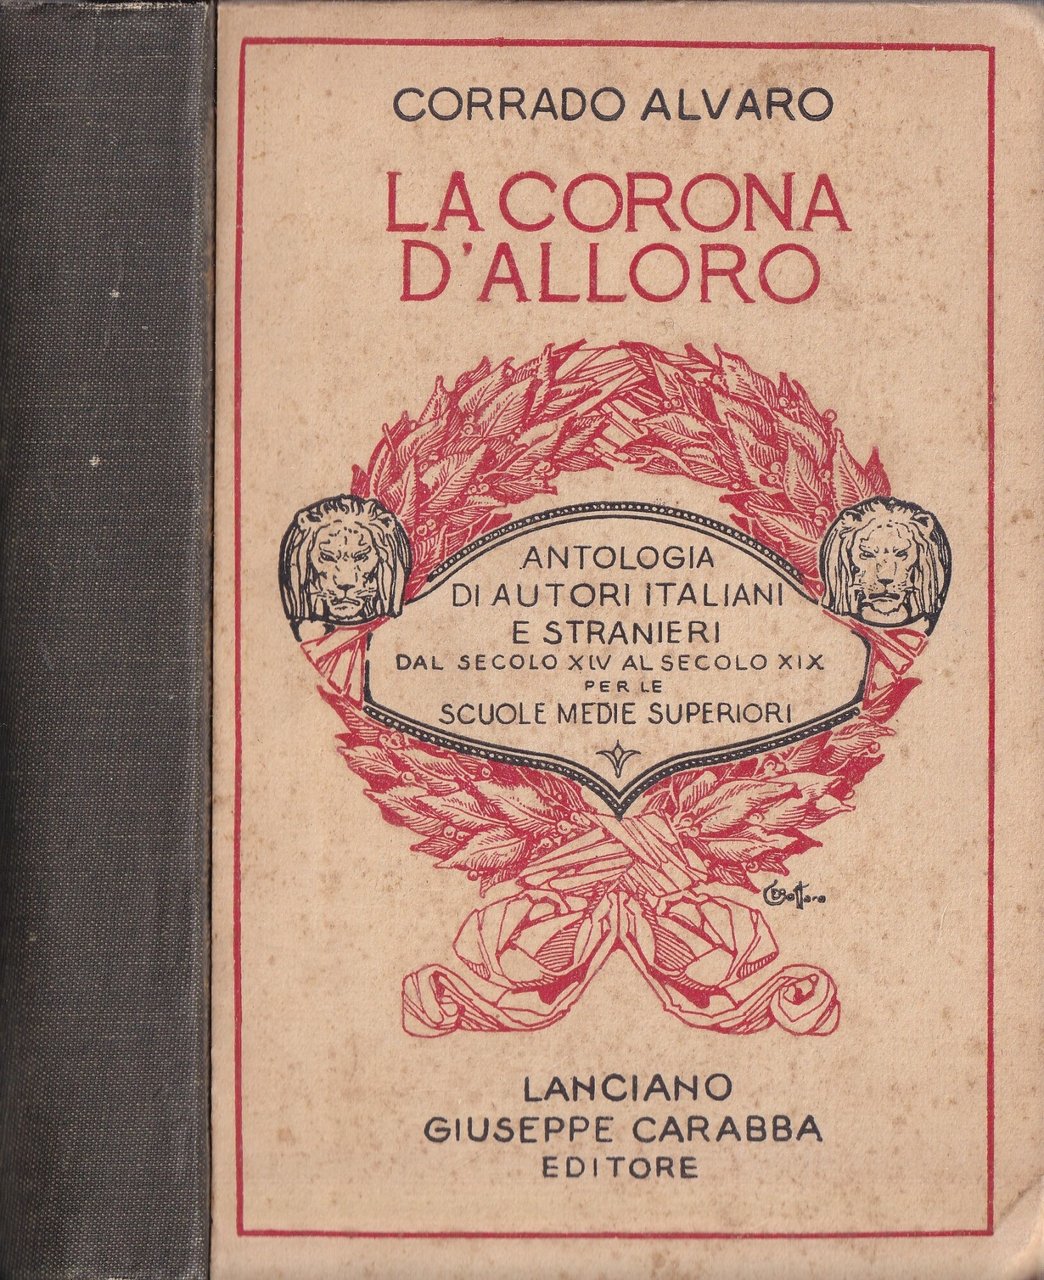 CORRADO ALVARO
LA CORONA
D'ALLORO
ANTOLOGIA
DI AUTORI ITALIANI
E STRANIERI
DAL SECOLO XIV AL SECOLO XIX
PER LE
SCUOLE MEDIE SUPERIORI
LANCIANO
GIUSEPPE CARABBA
EDITORE